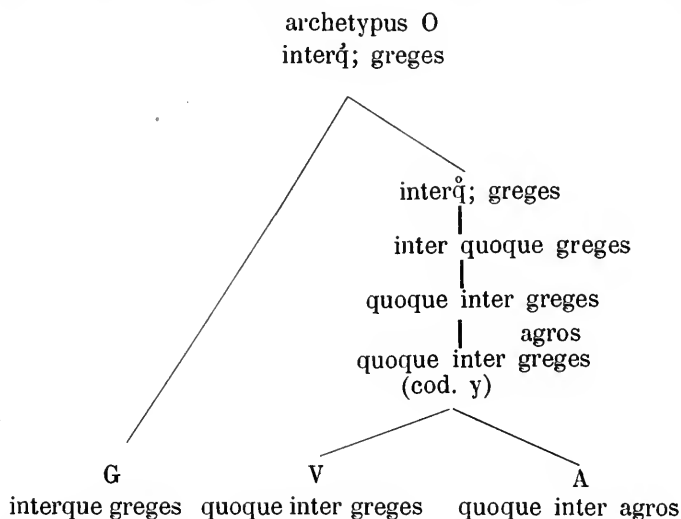 archetypus O
interq́; greges
interq̊; greges
inter quoque greges
quoque inter greges
agros
quoque inter greges
(cod. y)
G V A
interque greges quoque inter greges quoque inter agros